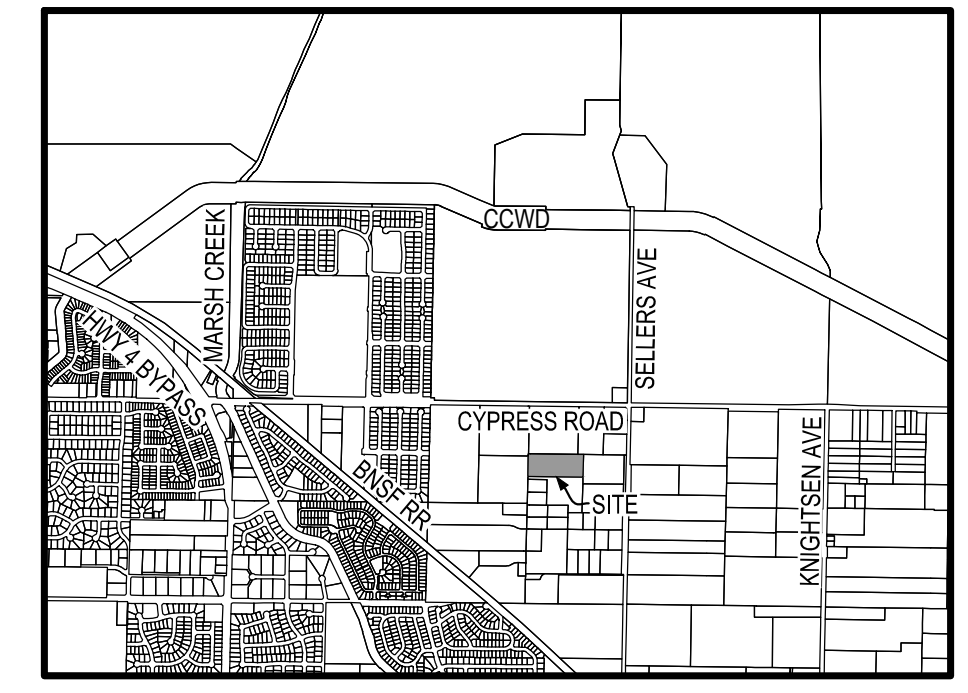 CCWD
MARSH CREEK
SELLERS AVE
HWY 4 BYPASS
CYPRESS ROAD
KNIGHTSEN AVE
BNSF RR
SITE